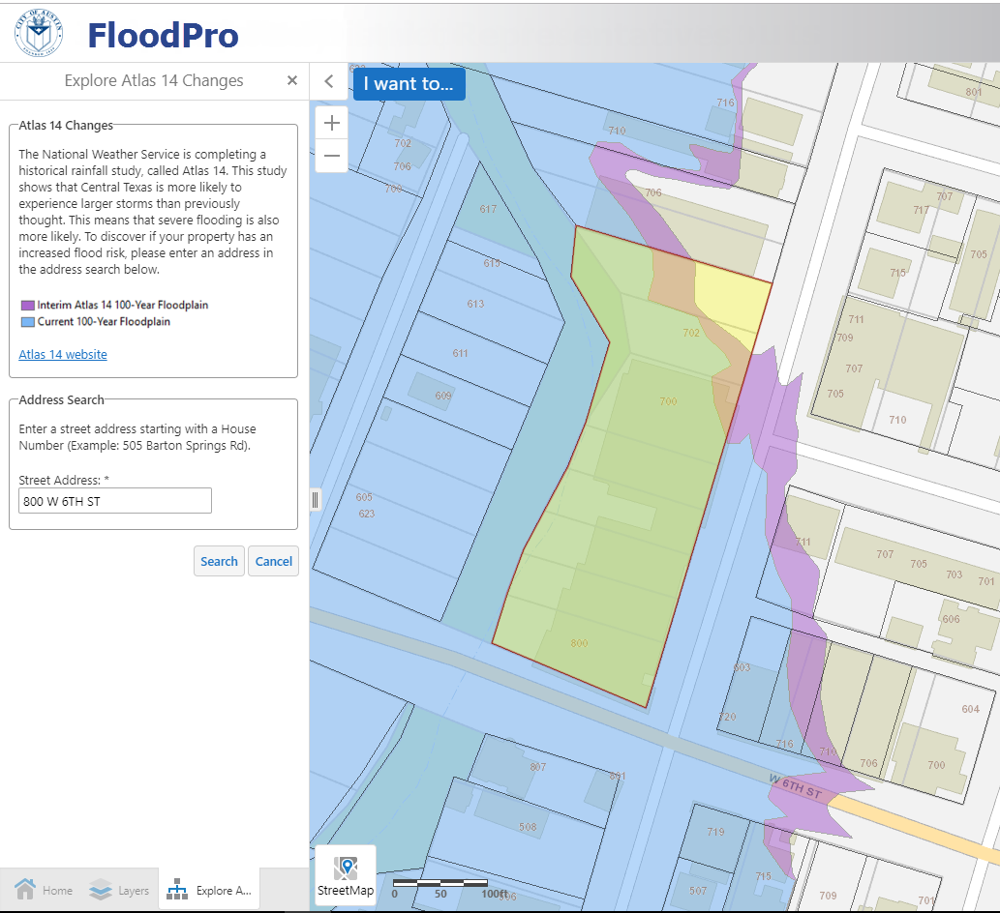 CITY OF AUSTIN
FloodPro
Explore Atlas 14 Changes
×
I want to...
Atlas 14 Changes
The National Weather Service is completing a
historical rainfall study, called Atlas 14. This study
shows that Central Texas is more likely to
experience larger storms than previously
thought. This means that severe flooding is also
more likely. To discover if your property has an
increased flood risk, please enter an address in
the address search below.
Interim Atlas 14 100-Year Floodplain
Current 100-Year Floodplain
Atlas 14 website
Address Search
Enter a street address starting with a House
Number (Example: 505 Barton Springs Rd).
Street Address: *
800 W 6TH ST
Search
Cancel
Home
Layers
Explore A...
+
−
801
716
710
702
706
700
706
617
707
717
705
615
715
613
711
702
709
611
707
609
700
705
710
605
623
711
707
705
703
701
606
800
603
604
720
716
710
706
700
807
801
W 6TH ST
508
719
715
507
709
701
StreetMap
0
50
100ft